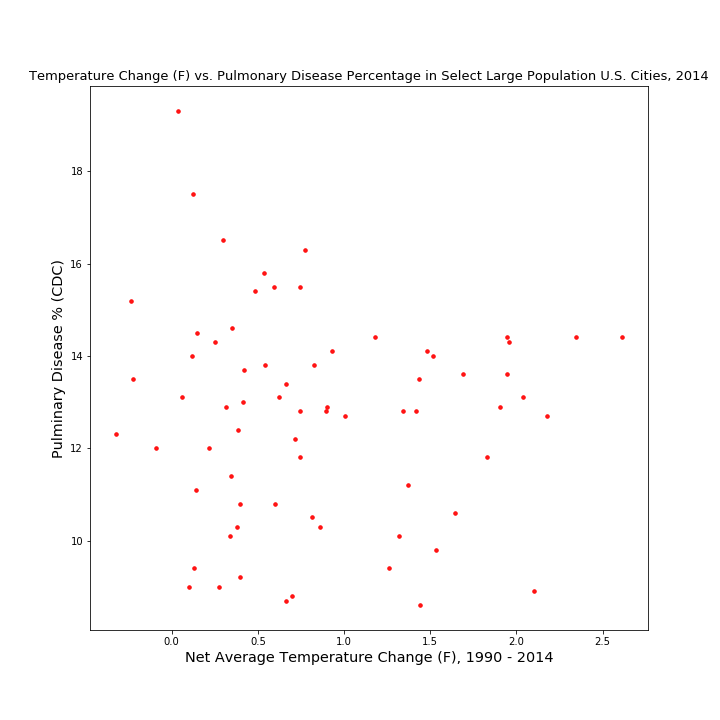 Temperature Change (F) vs. Pulmonary Disease Percentage in Select Large Population U.S. Cities, 2014
18
16
14
12
10
Pulminary Disease % (CDC)
0.0 0.5 1.0 1.5 2.0 2.5
Net Average Temperature Change (F), 1990 - 2014